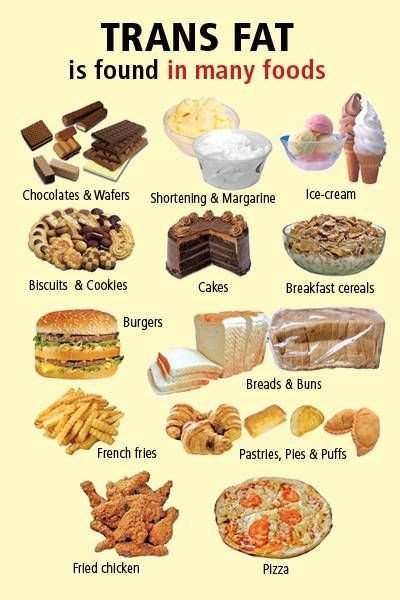 TRANS FAT
is found in many foods
Chocolates & Wafers
Shortening & Margarine
Ice-cream
Biscuits & Cookies
Cakes
Breakfast cereals
Burgers
Breads & Buns
French fries
Pastries, Pies & Puffs
Fried chicken
Pizza